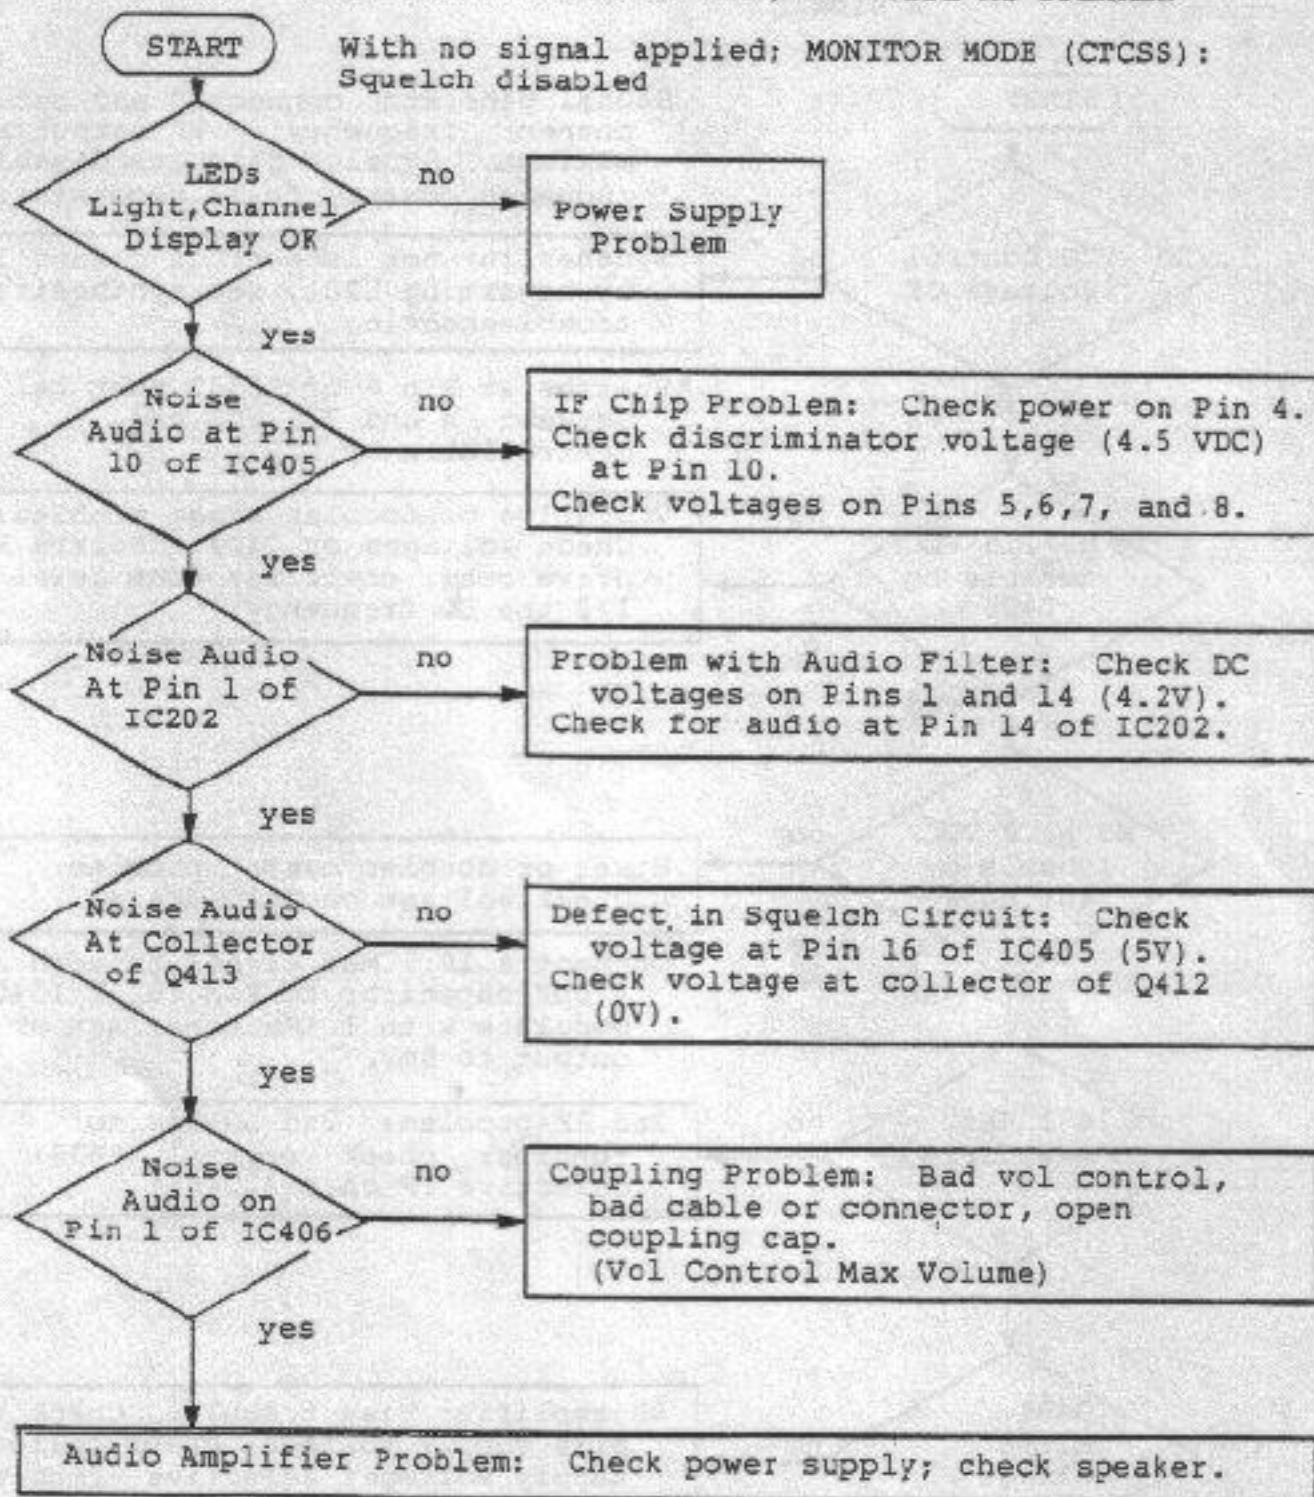 START
With no signal applied; MONITOR MODE (CTCSS):
Squelch disabled
LEDs
Light,Channel
Display OK
no
Power Supply
Problem
yes
Noise
Audio at Pin
10 of IC405
no
IF Chip Problem: Check power on Pin 4.
Check discriminator voltage (4.5 VDC)
at Pin 10.
Check voltages on Pins 5,6,7, and 8.
yes
Noise Audio
At Pin 1 of
IC202
no
Problem with Audio Filter: Check DC
voltages on Pins 1 and 14 (4.2V).
Check for audio at Pin 14 of IC202.
yes
Noise Audio
At Collector
of Q413
no
Defect in Squelch Circuit: Check
voltage at Pin 16 of IC405 (5V).
Check voltage at collector of Q412
(0V).
yes
Noise
Audio on
Pin 1 of IC406
no
Coupling Problem: Bad vol control,
bad cable or connector, open
coupling cap.
(Vol Control Max Volume)
yes
Audio Amplifier Problem: Check power supply; check speaker.